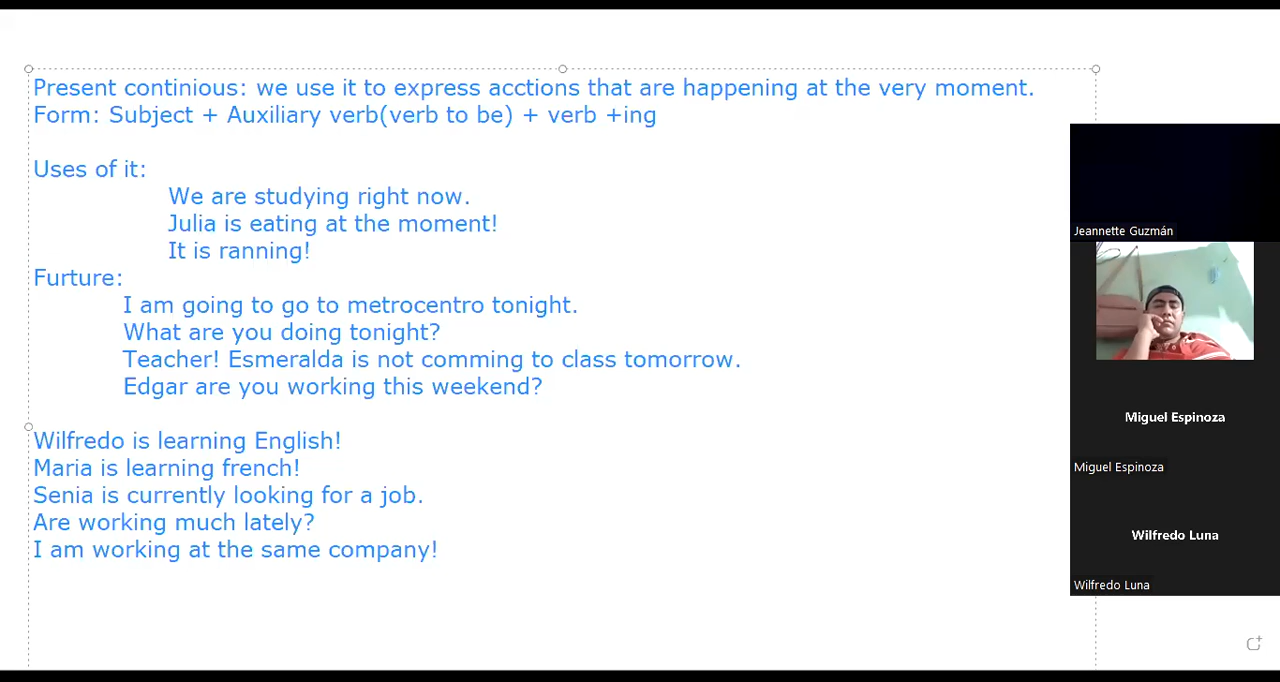 Present continious: we use it to express acctions that are happening at the very moment.
Form: Subject + Auxiliary verb(verb to be) + verb +ing
Uses of it:
We are studying right now.
Julia is eating at the moment!
It is ranning!
Furture:
I am going to go to metrocentro tonight.
What are you doing tonight?
Teacher! Esmeralda is not comming to class tomorrow.
Edgar are you working this weekend?
Wilfredo is learning English!
Maria is learning french!
Senia is currently looking for a job.
Are working much lately?
I am working at the same company!
Jeannette Guzmán
Miguel Espinoza
Miguel Espinoza
Wilfredo Luna
Wilfredo Luna